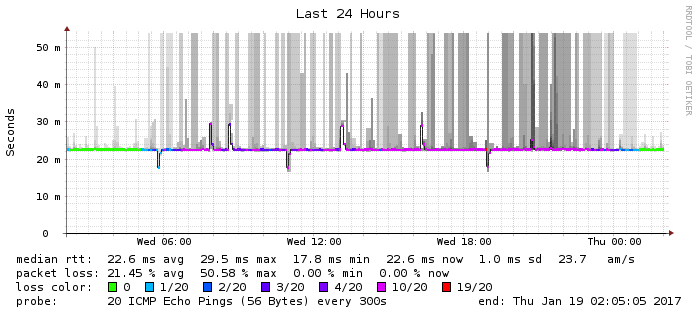 Last 24 Hours
RRDTOOL / TOBI OETIKER
Seconds
50 m
40 m
30 m
20 m
10 m
0
Wed 06:00 Wed 12:00 Wed 18:00 Thu 00:00
median rtt: 22.6 ms avg 29.5 ms max 17.8 ms min 22.6 ms now 1.0 ms sd 23.7 am/s
packet loss: 21.45 % avg 50.58 % max 0.00 % min 0.00 % now
loss color: 0 1/20 2/20 3/20 4/20 10/20 19/20
probe: 20 ICMP Echo Pings (56 Bytes) every 300s end: Thu Jan 19 02:05:05 2017